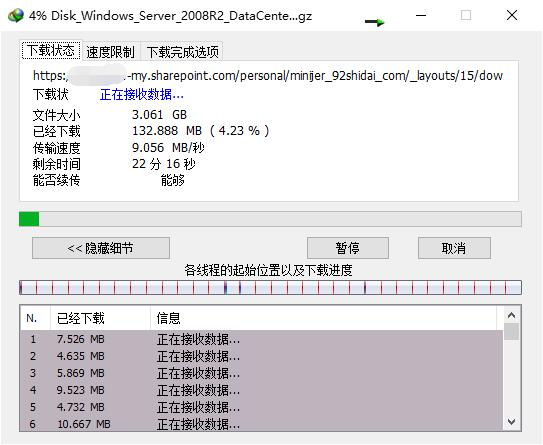 4% Disk_Windows_Server_2008R2_DataCente...gz
下载状态 速度限制 下载完成选项
https: -my.sharepoint.com/personal/minijer_92shidai_com/_layouts/15/dow
下载状 正在接收数据...
文件大小 3.061 GB
已经下载 132.888 MB ( 4.23 % )
传输速度 9.056 MB/秒
剩余时间 22 分 16 秒
能否续传 能够
<< 隐藏细节 暂停 取消
各线程的起始位置以及下载进度
N. 已经下载 信息
1 7.526 MB 正在接收数据...
2 4.635 MB 正在接收数据...
3 5.869 MB 正在接收数据...
4 9.523 MB 正在接收数据...
5 4.732 MB 正在接收数据...
6 10.667 MB 正在接收数据...